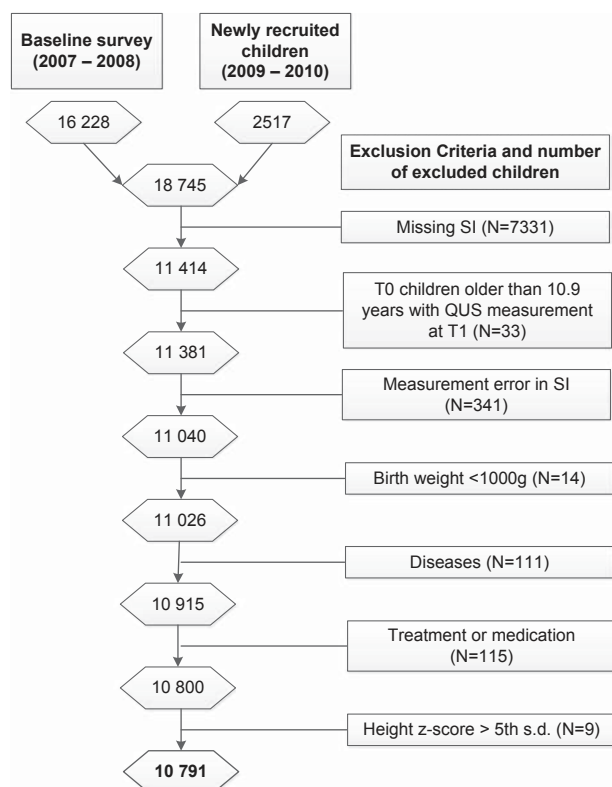 Baseline survey
(2007 – 2008)
Newly recruited
children
(2009 – 2010)
16 228
2517
18 745
Exclusion Criteria and number
of excluded children
Missing SI (N=7331)
11 414
T0 children older than 10.9
years with QUS measurement
at T1 (N=33)
11 381
Measurement error in SI
(N=341)
11 040
Birth weight <1000g (N=14)
11 026
Diseases (N=111)
10 915
Treatment or medication
(N=115)
10 800
Height z-score > 5th s.d. (N=9)
10 791